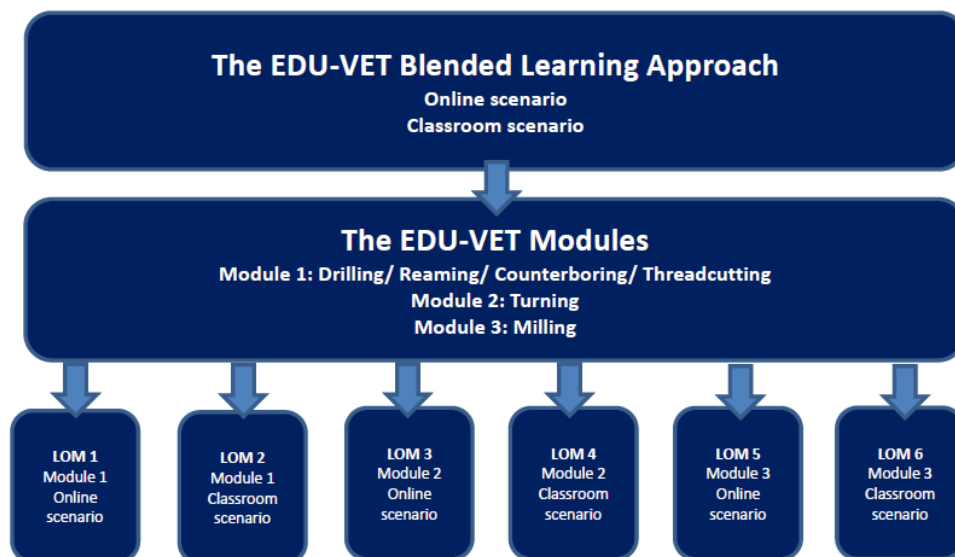 The EDU-VET Blended Learning Approach
Online scenario
Classroom scenario
The EDU-VET Modules
Module 1: Drilling/ Reaming/ Counterboring/ Threadcutting
Module 2: Turning
Module 3: Milling
LOM 1
Module 1
Online
scenario
LOM 2
Module 1
Classroom
scenario
LOM 3
Module 2
Online
scenario
LOM 4
Module 2
Classroom
scenario
LOM 5
Module 3
Online
scenario
LOM 6
Module 3
Classroom
scenario